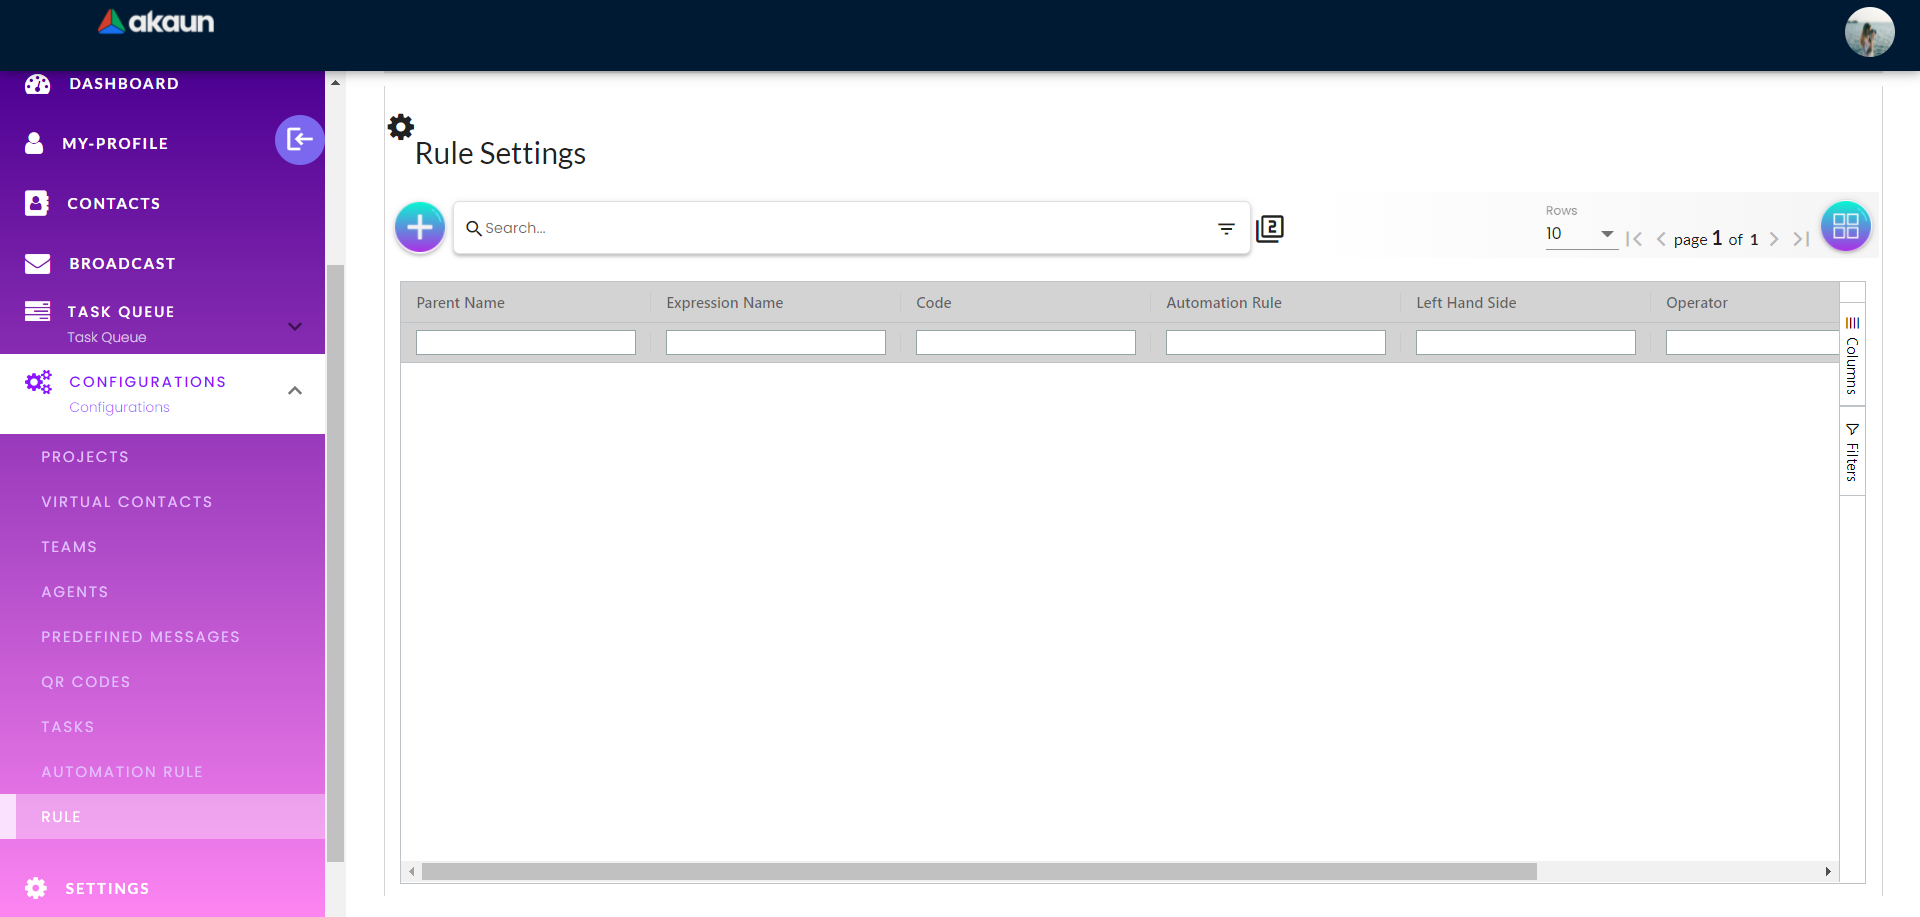 akaun
DASHBOARD
MY-PROFILE
CONTACTS
BROADCAST
TASK QUEUE
Task Queue
CONFIGURATIONS
Configurations
PROJECTS
VIRTUAL CONTACTS
TEAMS
AGENTS
PREDEFINED MESSAGES
QR CODES
TASKS
AUTOMATION RULE
RULE
SETTINGS
Rule Settings
Search...
2
Rows
10
page 1 of 1
Parent Name Expression Name Code Automation Rule Left Hand Side Operator
Columns
Filters